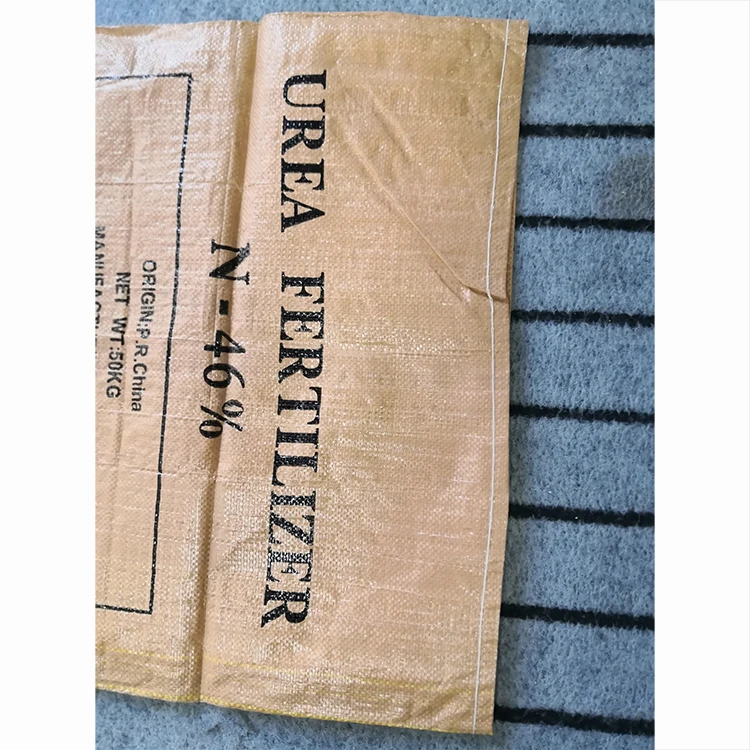 UREA FERTILIZER
N-46%
ORIGIN:P.R.China
NET WT:50KG